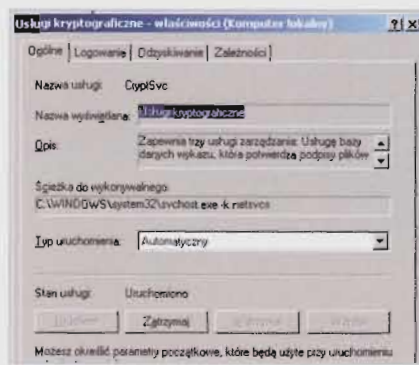 Usługi kryptograficzne - właściwości (Komputer lokalny)
Ogólne Logowanie Odzyskiwanie Zależności
Nazwa usługi: CryptSvc
Nazwa wyświetlana: Usługi kryptograficzne
Opis: Zapewnia trzy usługi zarządzania: Usługę bazy
danych wykazu, która potwierdza podpisy plików
Ścieżka do wykonywalnego:
C:\WINDOWS\system32\svchost.exe -k netsvcs
Typ uruchomienia: Automatyczny
Stan usługi: Uruchomiono
Zatrzymaj
Możesz określić parametry początkowe, które będą użyte przy uruchomieniu